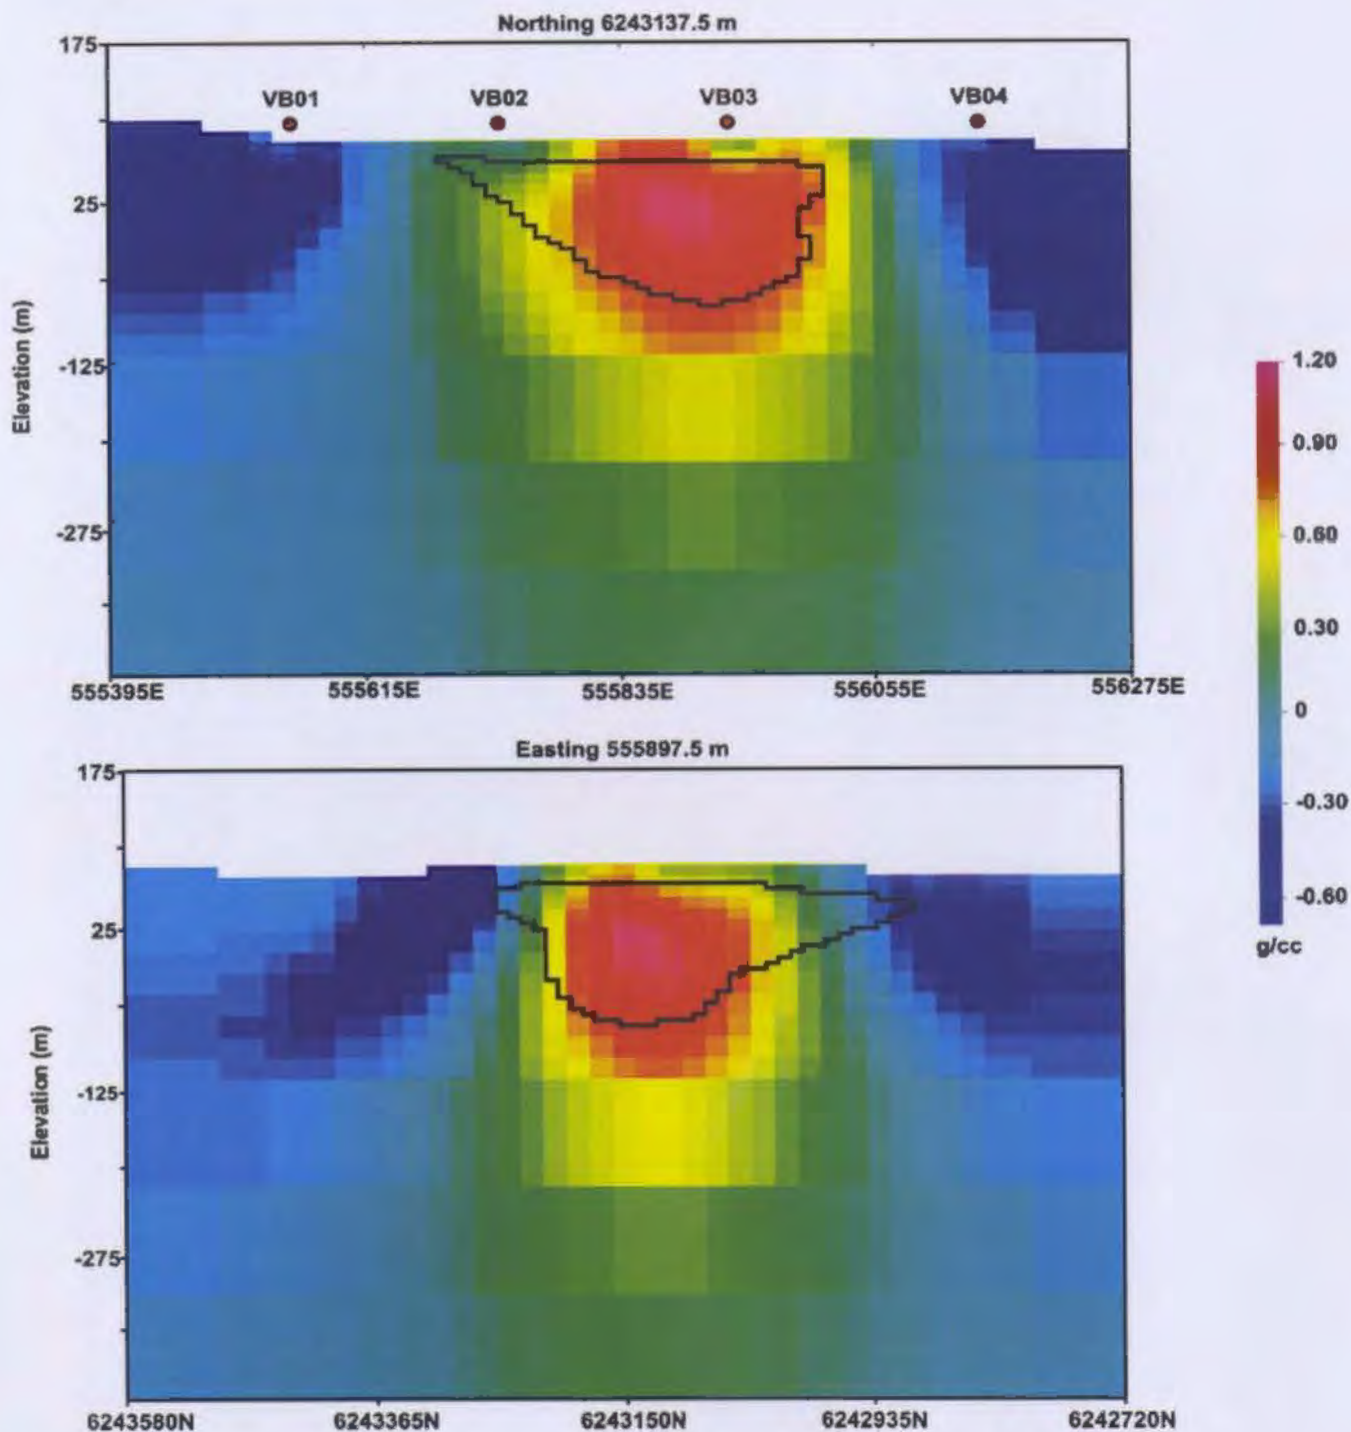 Northing 6243137.5 m
175
VB01 VB02 VB03 VB04
25
-125
-275
Elevation (m)
555395E 555615E 555835E 556055E 556275E
1.20
0.90
0.60
0.30
0
-0.30
-0.60
g/cc
Easting 555897.5 m
175
25
-125
-275
Elevation (m)
6243580N 6243365N 6243150N 6242935N 6242720N